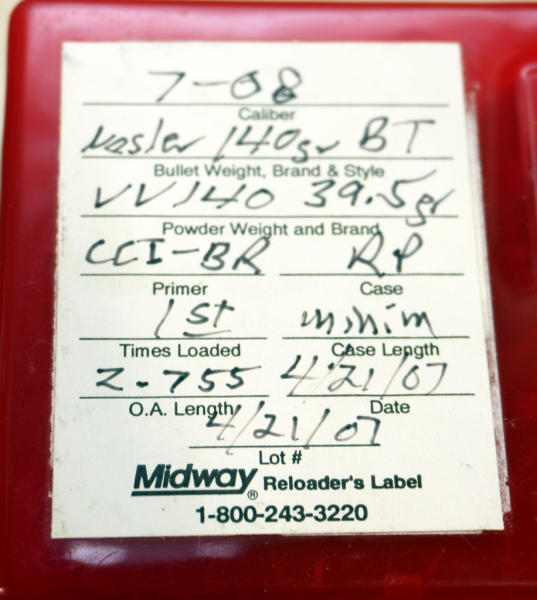 7-08
Caliber
Nosler 140gr BT
Bullet Weight, Brand & Style
VV140 39.5gr
Powder Weight and Brand
CCI-BR RP
Primer Case
1st minim
Times Loaded Case Length
2.755 4/21/07
O.A. Length Date
4/21/07
Lot #
Midway® Reloader's Label
1-800-243-3220